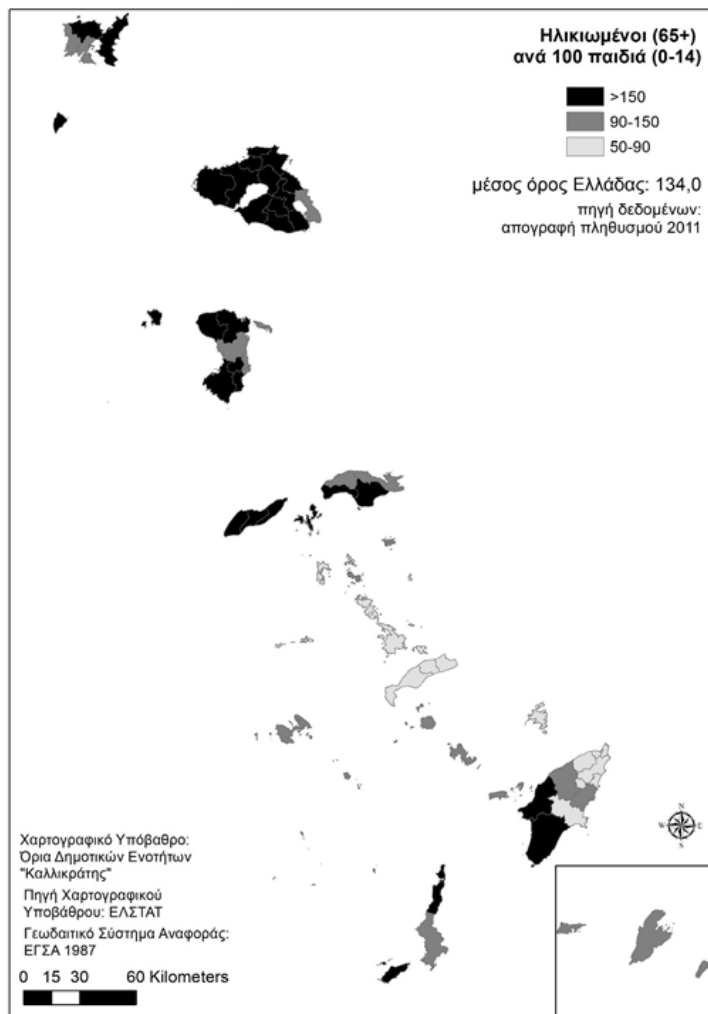 Ηλικιωμένοι (65+)
ανά 100 παιδιά (0-14)
>150
90-150
50-90
μέσος όρος Ελλάδας: 134,0
πηγή δεδομένων:
απογραφή πληθυσμού 2011
N
W E
S
Χαρτογραφικό Υπόβαθρο:
Όρια Δημοτικών Ενοτήτων
"Καλλικράτης"
Πηγή Χαρτογραφικού
Υποβάθρου: ΕΛΣΤΑΤ
Γεωδαιτικό Σύστημα Αναφοράς:
ΕΓΣΑ 1987
0 15 30 60 Kilometers